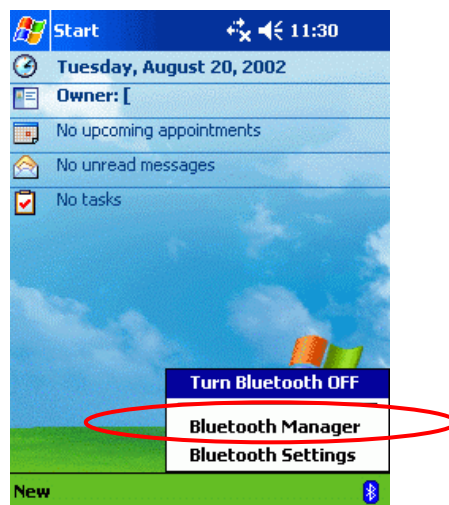 Start 11:30
Tuesday, August 20, 2002
Owner: [
No upcoming appointments
No unread messages
No tasks
Turn Bluetooth OFF
Bluetooth Manager
Bluetooth Settings
New